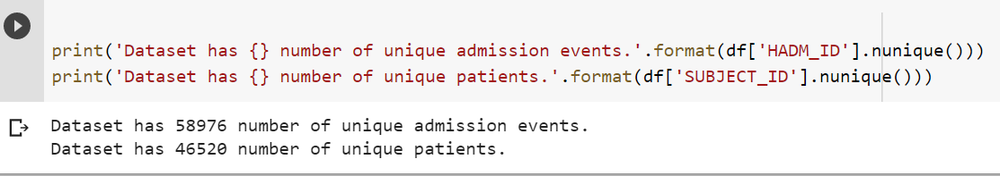 print('Dataset has {} number of unique admission events.'.format(df['HADM_ID'].nunique()))
print('Dataset has {} number of unique patients.'.format(df['SUBJECT_ID'].nunique()))
Dataset has 58976 number of unique admission events.
Dataset has 46520 number of unique patients.